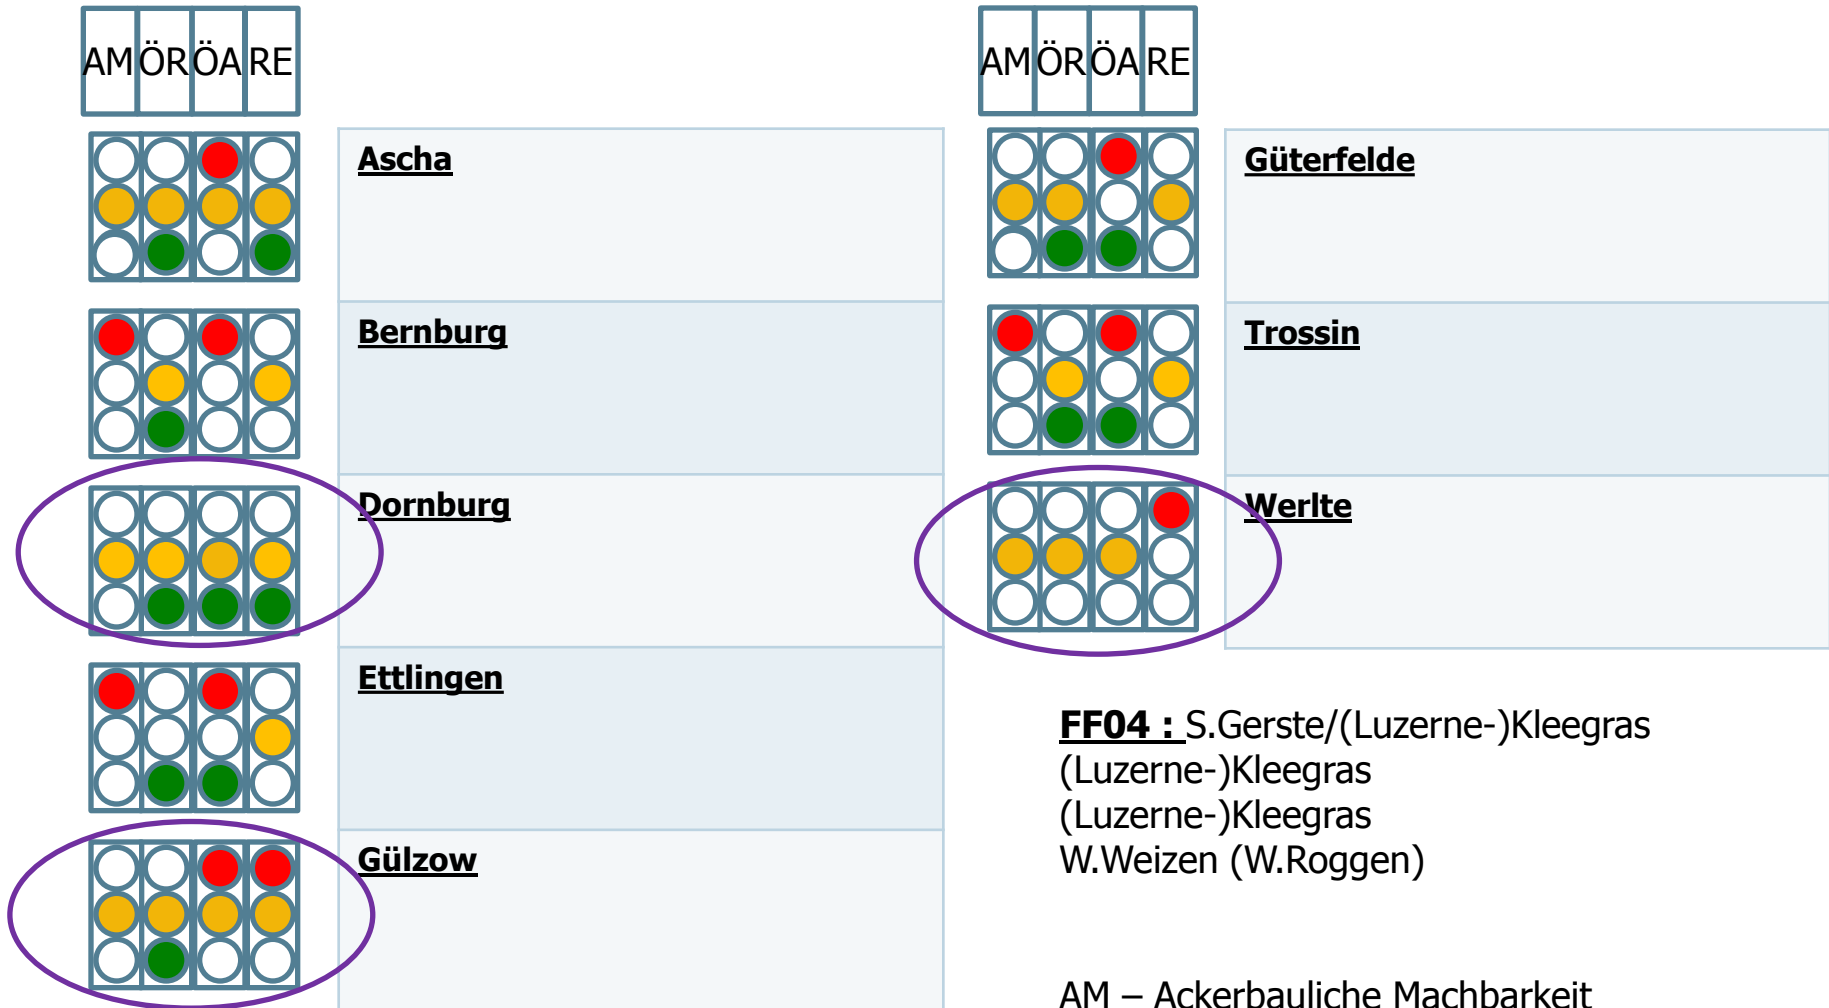 AM ÖR ÖA RE
Ascha
Bernburg
Dornburg
Ettlingen
Gülzow
AM ÖR ÖA RE
Güterfelde
Trossin
Werlte
FF04 : S.Gerste/(Luzerne-)Kleegras
(Luzerne-)Kleegras
(Luzerne-)Kleegras
W.Weizen (W.Roggen)
AM – Ackerbauliche Machbarkeit